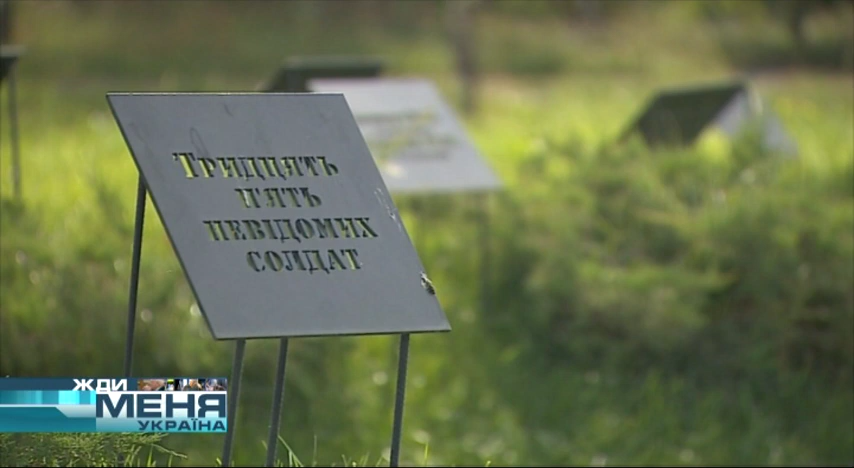 Тридцять
п'ять
невідомих
солдат
ЖДИ
МЕНЯ
УКРАЇНА